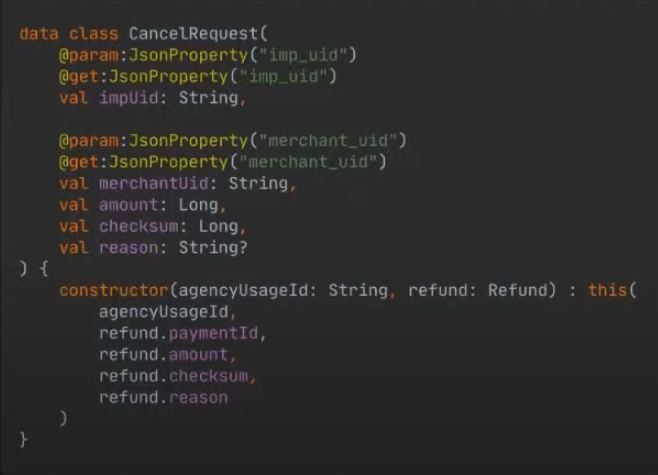 data class CancelRequest(
    @param:JsonProperty("imp_uid")
    @get:JsonProperty("imp_uid")
    val impUid: String,

    @param:JsonProperty("merchant_uid")
    @get:JsonProperty("merchant_uid")
    val merchantUid: String,
    val amount: Long,
    val checksum: Long,
    val reason: String?
) {
    constructor(agencyUsageId: String, refund: Refund) : this(
        agencyUsageId,
        refund.paymentId,
        refund.amount,
        refund.checksum,
        refund.reason
    )
}